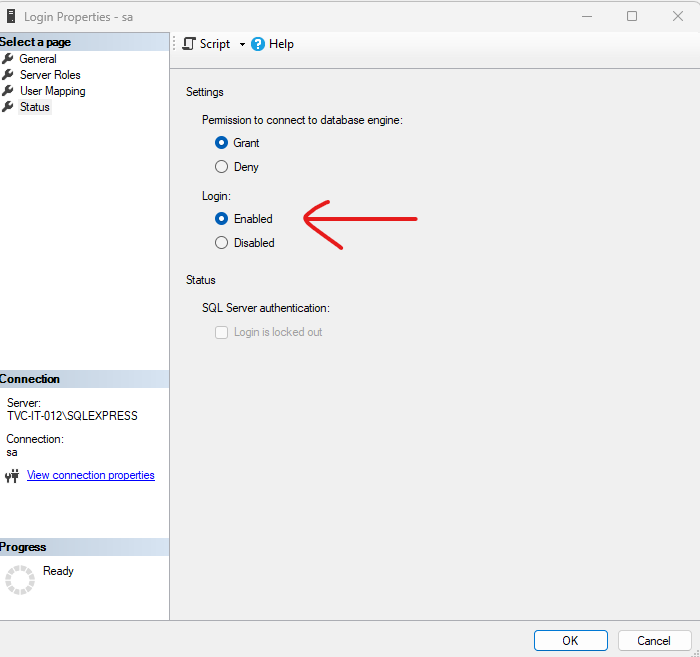 Login Properties - sa
Select a page
General
Server Roles
User Mapping
Status
Script
Help
Settings
Permission to connect to database engine:
Grant
Deny
Login:
Enabled
Disabled
Status
SQL Server authentication:
Login is locked out
Connection
Server:
TVC-IT-012\SQLEXPRESS
Connection:
sa
View connection properties
Progress
Ready
OK
Cancel